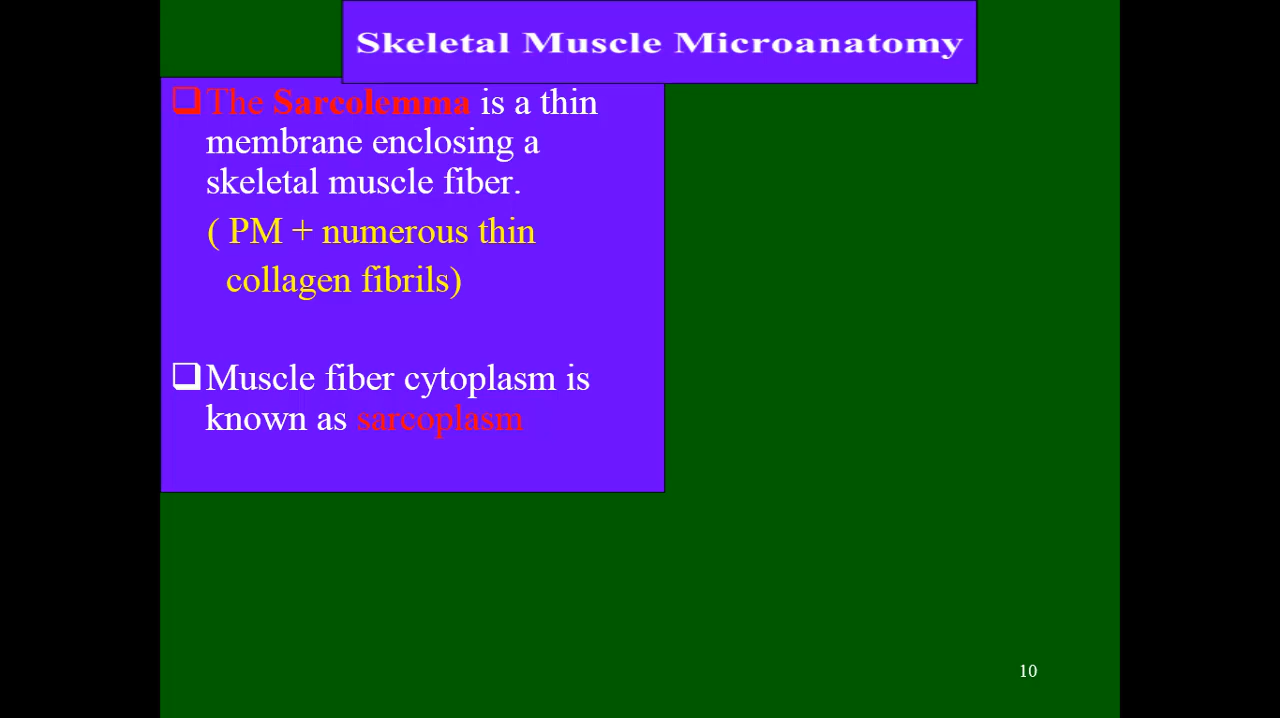 Skeletal Muscle Microanatomy
❑The Sarcolemma is a thin
membrane enclosing a
skeletal muscle fiber.
( PM + numerous thin
collagen fibrils)
❑Muscle fiber cytoplasm is
known as sarcoplasm
10